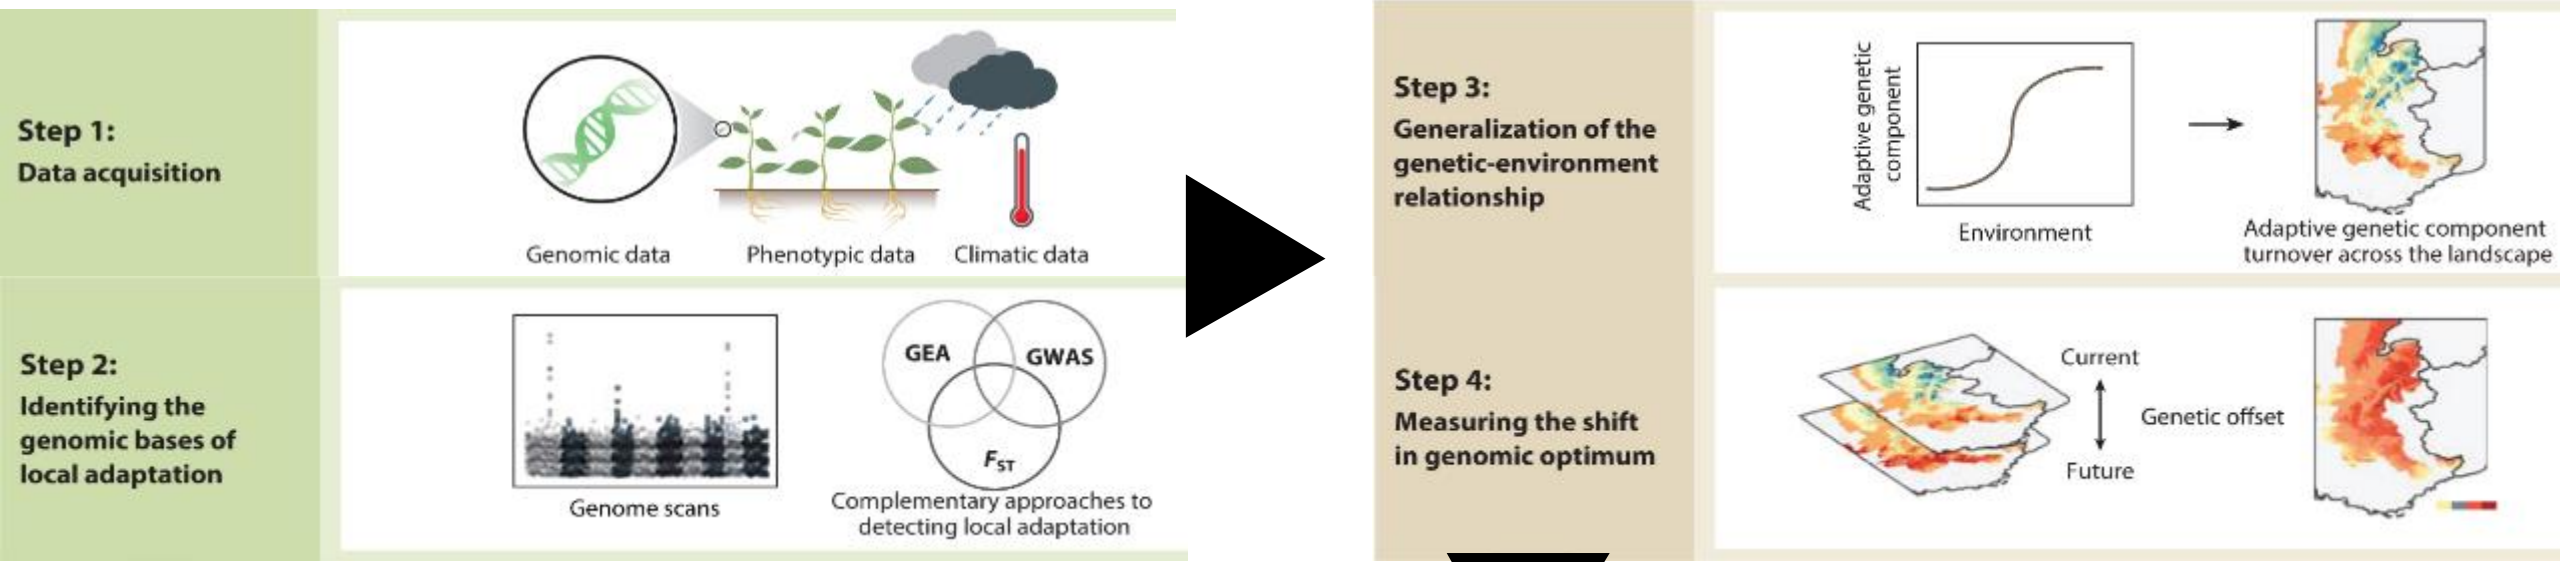 Step 1:
Data acquisition
Genomic data
Phenotypic data
Climatic data
Step 2:
Identifying the
genomic bases of
local adaptation
Genome scans
GEA
GWAS
FST
Complementary approaches to
detecting local adaptation
Step 3:
Generalization of the
genetic-environment
relationship
Adaptive genetic
component
Environment
Adaptive genetic component
turnover across the landscape
Step 4:
Measuring the shift
in genomic optimum
Current
Future
Genetic offset